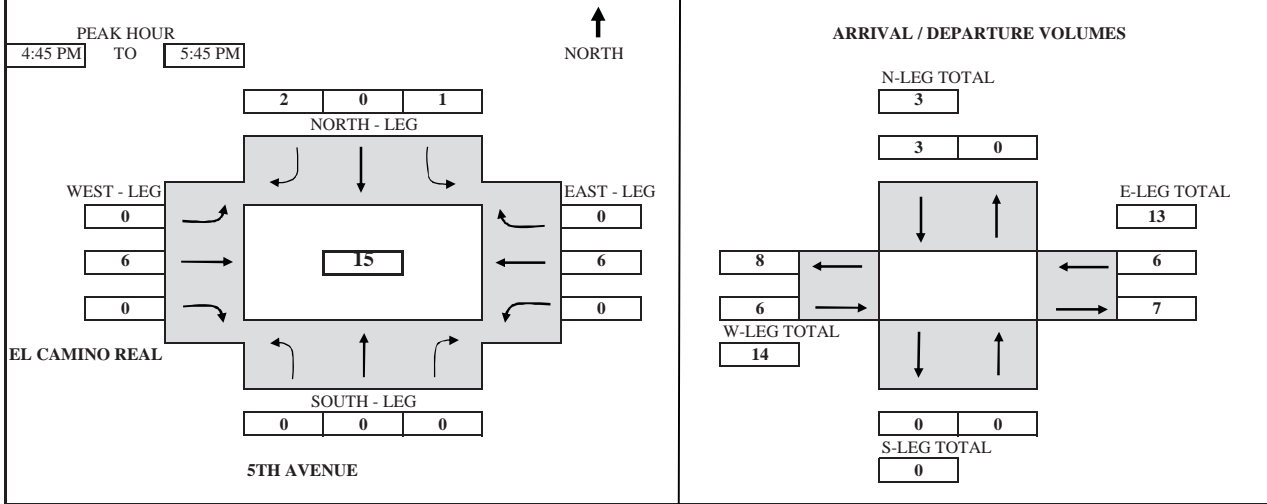 PEAK HOUR
4:45 PM TO 5:45 PM
NORTH
2 0 1
NORTH - LEG
WEST - LEG
EAST - LEG
0
0
6
15
6
0
0
EL CAMINO REAL
SOUTH - LEG
0 0 0
5TH AVENUE
ARRIVAL / DEPARTURE VOLUMES
N-LEG TOTAL
3
3 0
E-LEG TOTAL
13
8
6
6
7
W-LEG TOTAL
14
0 0
S-LEG TOTAL
0